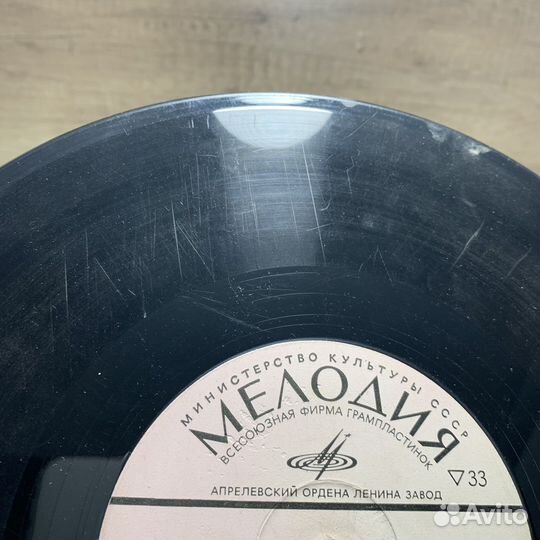 МИНИСТЕРСТВО КУЛЬТУРЫ СССР
МЕЛОДИЯ
ВСЕСОЮЗНАЯ ФИРМА ГРАМПЛАСТИНОК
▽33
АПРЕЛЕВСКИЙ ОРДЕНА ЛЕНИНА ЗАВОД
Avito